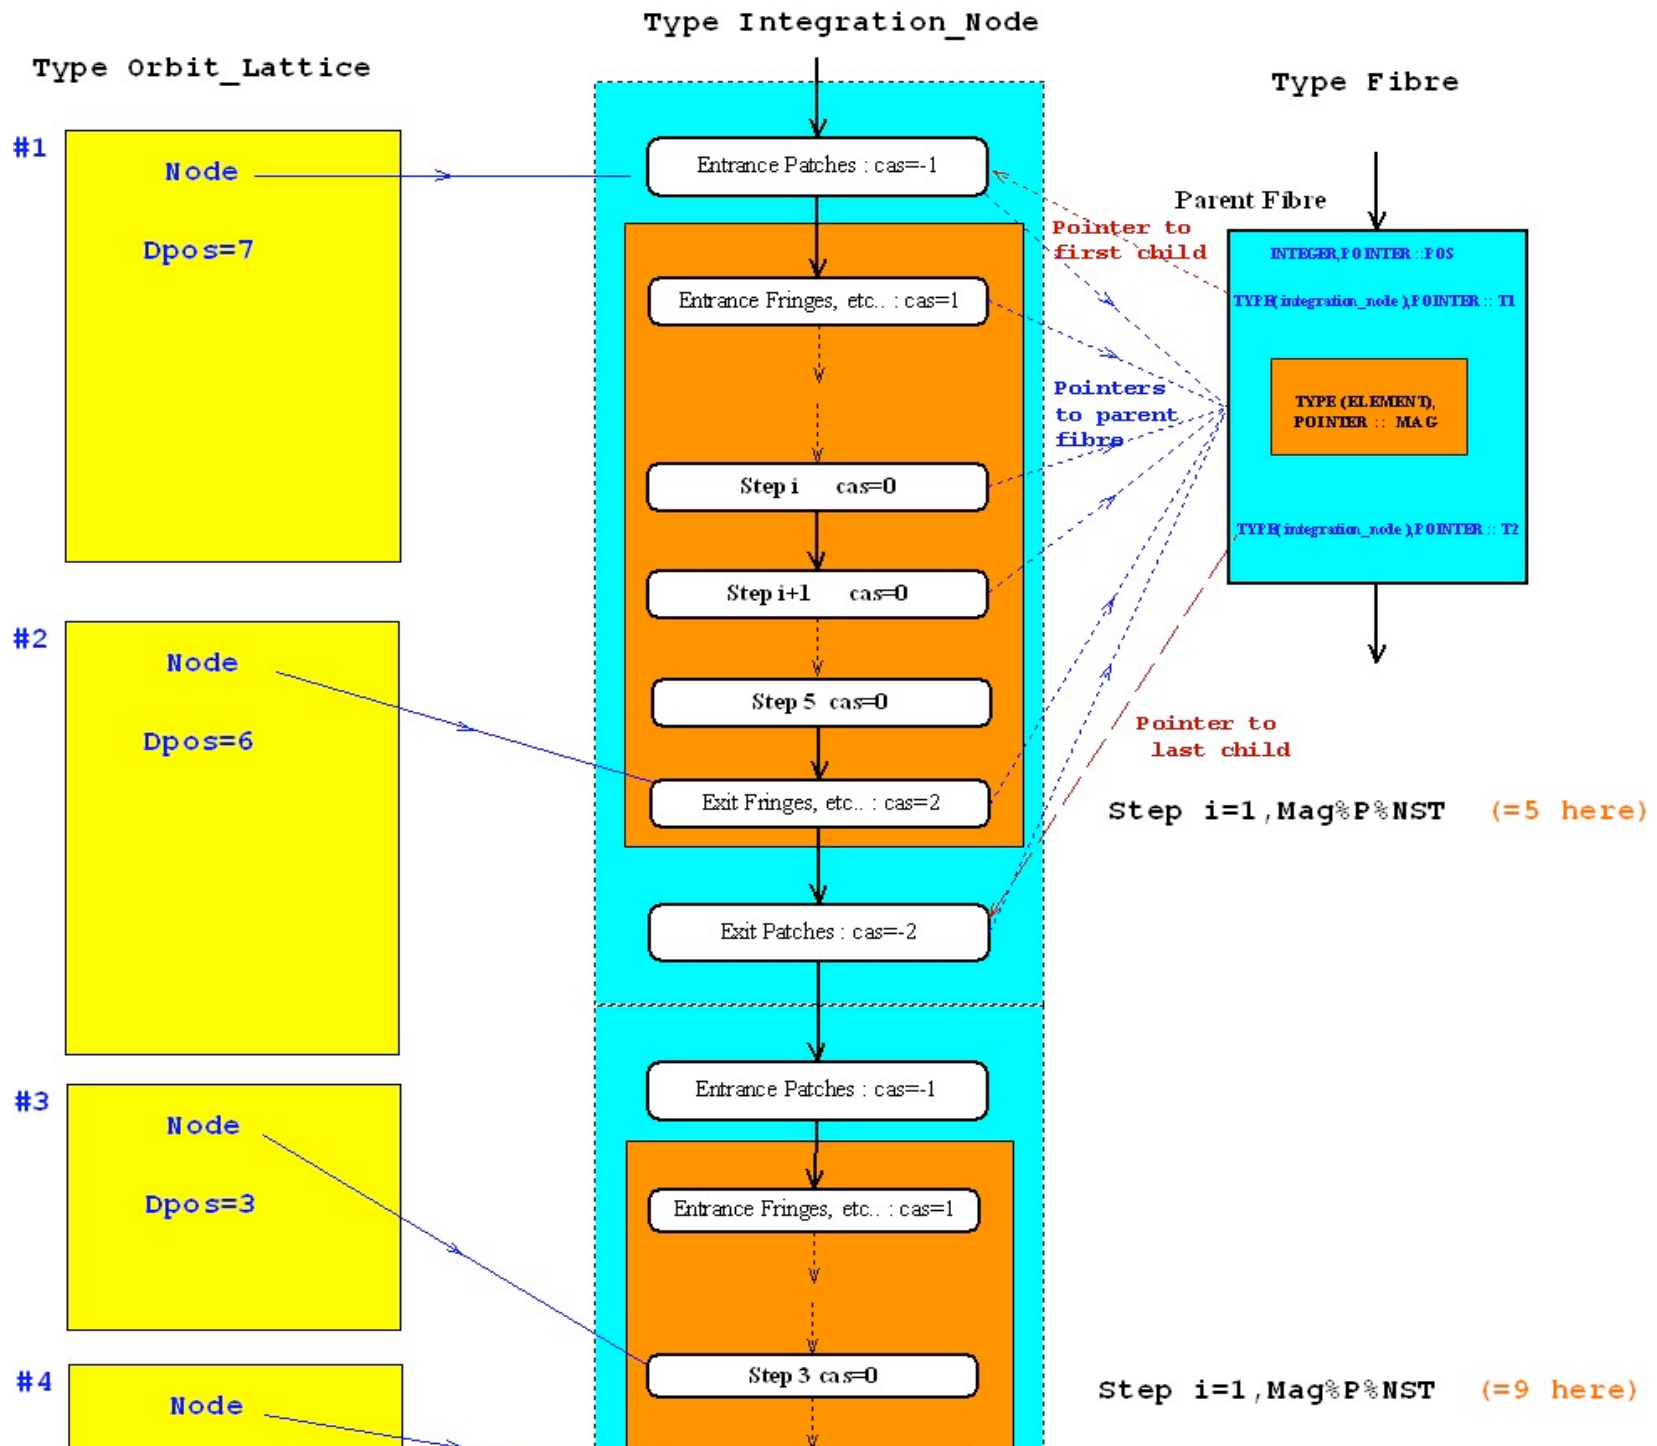 Type Integration_Node
Type Orbit_Lattice
Type Fibre
#1
Node
Dpos=7
Entrance Patches : cas=-1
Parent Fibre
Pointer to
first child
INTEGER,POINTER ::POS
TYPE(integration_node ),POINTER :: T1
Entrance Fringes, etc.. : cas=1
Pointers
to parent
fibre
TYPE (ELEMENT),
POINTER :: MAG
Step i cas=0
TYPE(integration_node ),POINTER :: T2
Step i+1 cas=0
#2
Node
Dpos=6
Step 5 cas=0
Pointer to
last child
Exit Fringes, etc.. : cas=2
Step i=1,Mag%P%NST (=5 here)
Exit Patches : cas=-2
#3
Node
Dpos=3
Entrance Patches : cas=-1
Entrance Fringes, etc.. : cas=1
Step 3 cas=0
Step i=1,Mag%P%NST (=9 here)
#4
Node